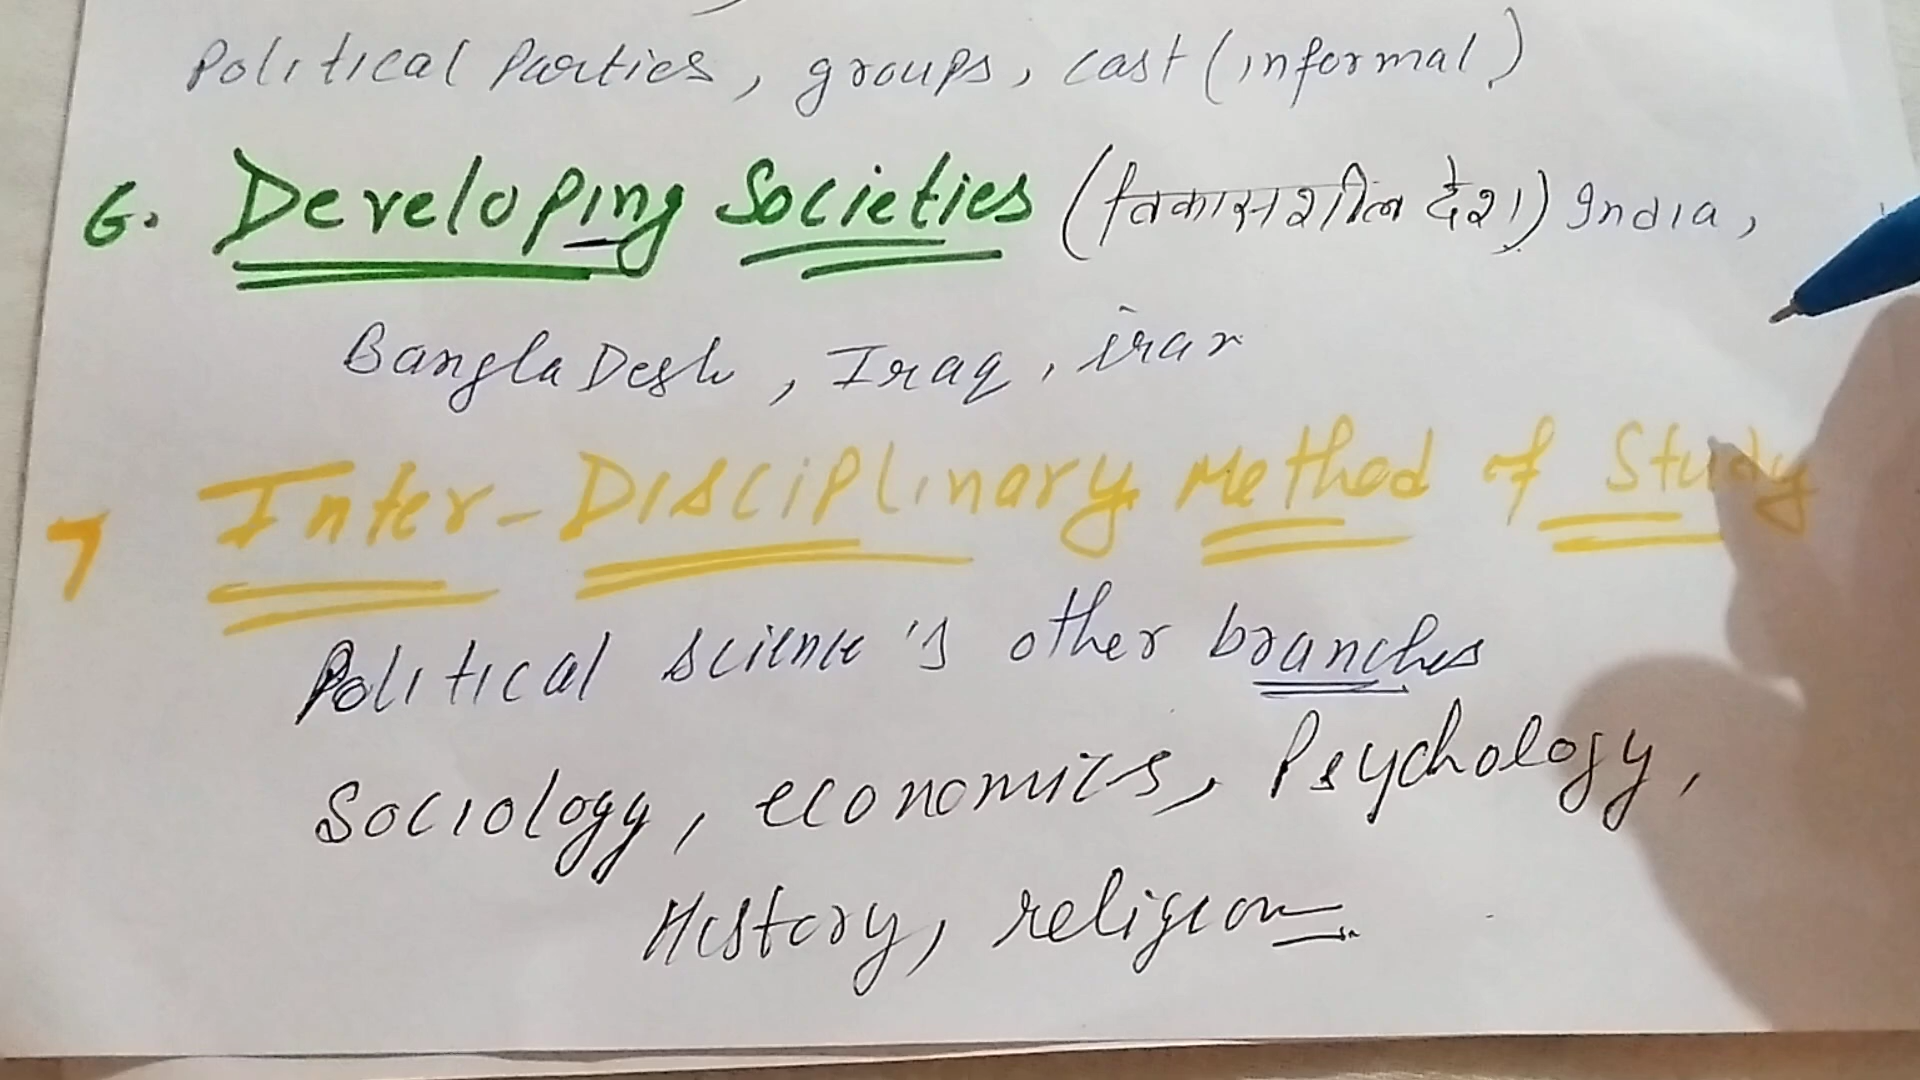 Political Parties, groups, cast (informal)
6. Developing Societies (विकासशील देश) India,
Bangla Desh, Iraq, iran
7 Inter-Disciplinary Method of Study
Political science's other branches
Sociology, economics, Psychology,
History, religion